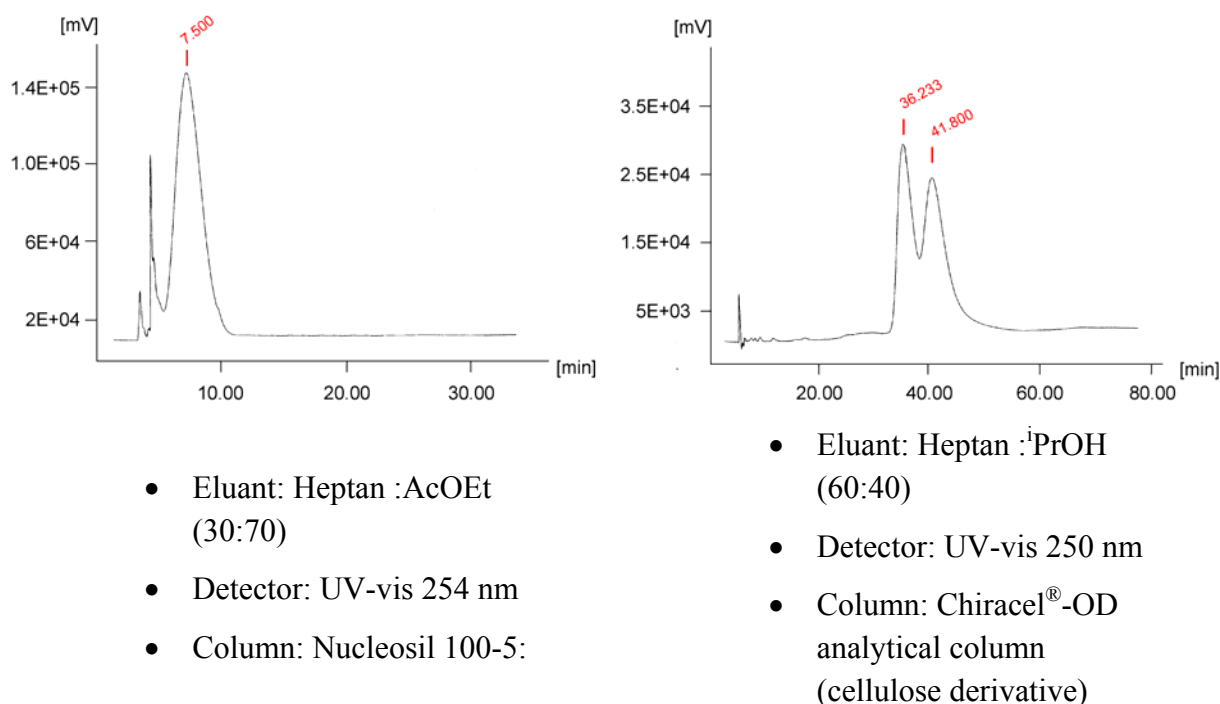 [mV]
7.500
1.4E+05
1.0E+05
6E+04
2E+04
10.00 20.00 30.00
[min]
• Eluant: Heptan :AcOEt
(30:70)
• Detector: UV-vis 254 nm
• Column: Nucleosil 100-5:
[mV]
36.233
41.800
3.5E+04
2.5E+04
1.5E+04
5E+03
20.00 40.00 60.00 80.00
[min]
• Eluant: Heptan :ⁱPrOH
(60:40)
• Detector: UV-vis 250 nm
• Column: Chiracel®-OD
analytical column
(cellulose derivative)